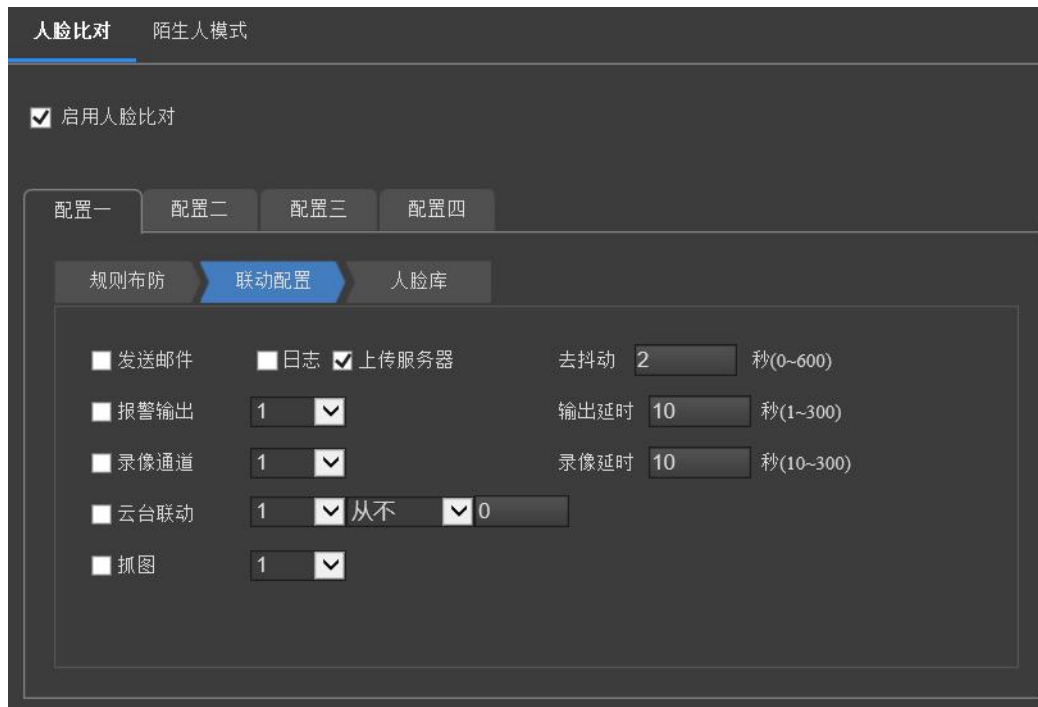 人脸比对 陌生人模式
启用人脸比对
配置一 配置二 配置三 配置四
规则布防 联动配置 人脸库
发送邮件 日志 上传服务器 去抖动 2 秒(0~600)
报警输出 1 输出延时 10 秒(1~300)
录像通道 1 录像延时 10 秒(10~300)
云台联动 1 从不 0
抓图 1